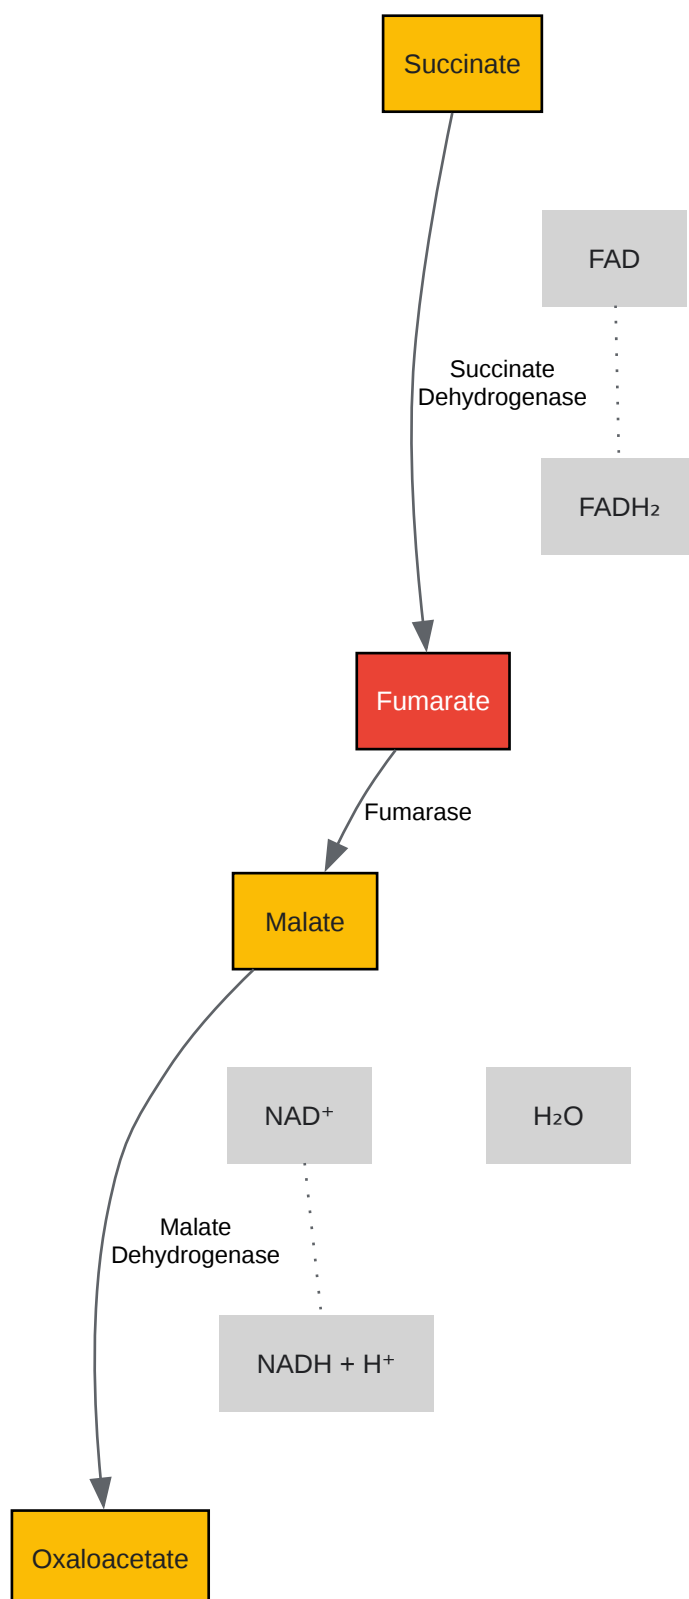 Succinate
FAD
Succinate
Dehydrogenase
FADH₂
Fumarate
Fumarase
Malate
NAD⁺
H₂O
Malate
Dehydrogenase
NADH + H⁺
Oxaloacetate